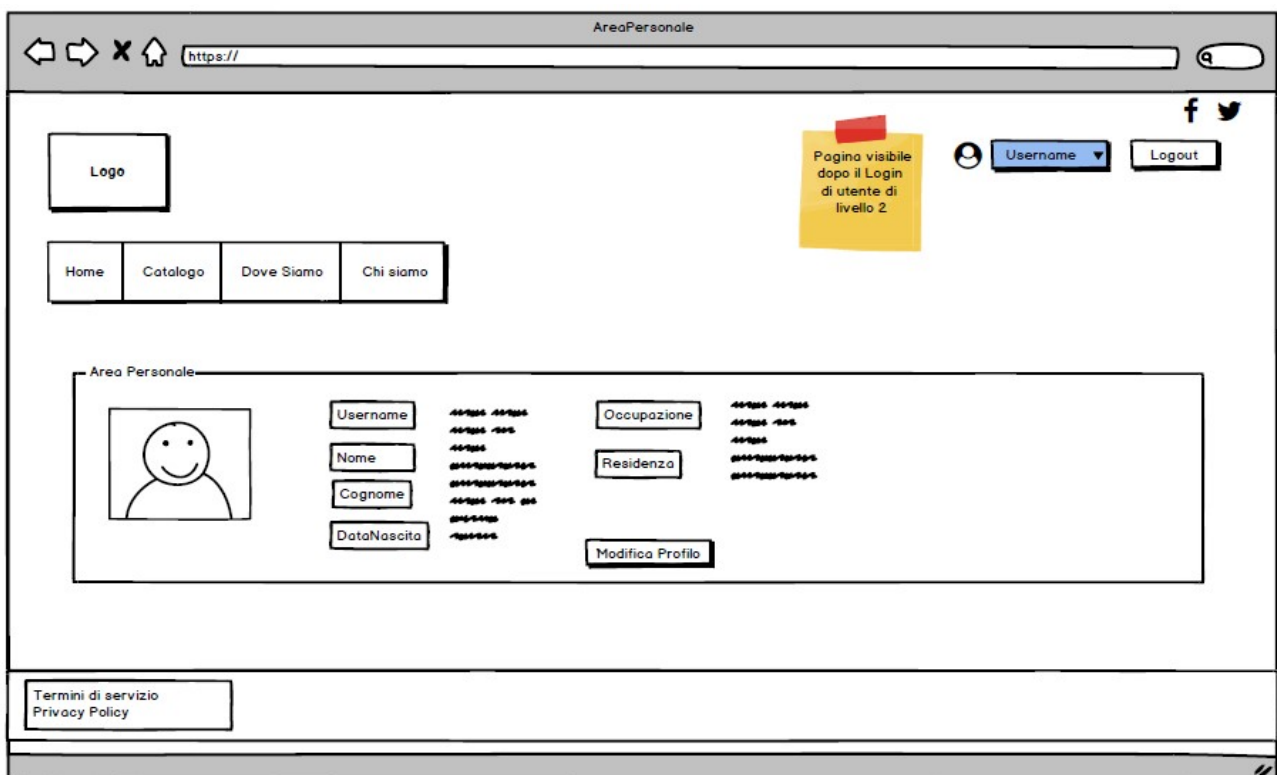 AreaPersonale
https://
Logo
Pagina visibile
dopo il Login
di utente di
livello 2
Username
Logout
Home
Catalogo
Dove Siamo
Chi siamo
Area Personale
Username
Occupazione
Nome
Residenza
Cognome
DataNascita
Modifica Profilo
Termini di servizio
Privacy Policy